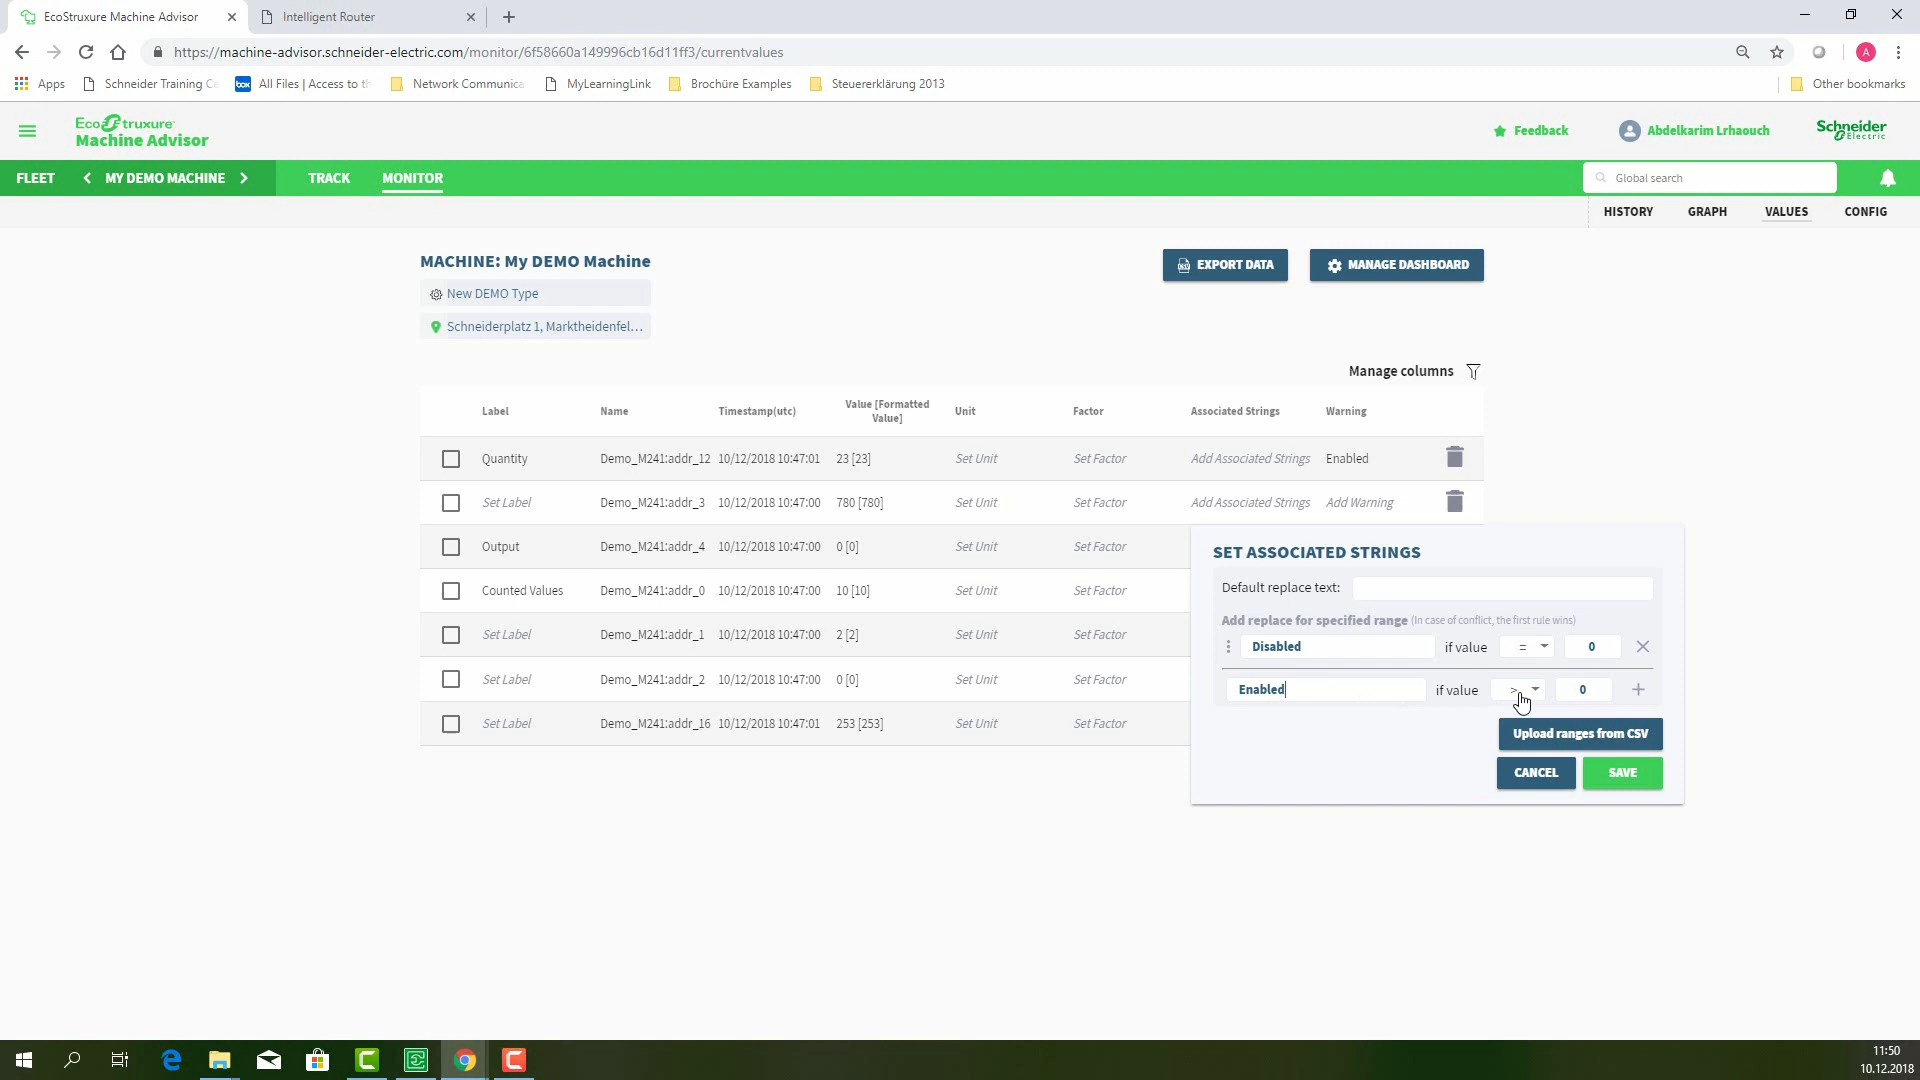 EcoStruxure Machine Advisor
Intelligent Router
https://machine-advisor.schneider-electric.com/monitor/6f58660a149996cb16d11ff3/currentvalues
A
Apps
Schneider Training Ce
box
All Files | Access to th
Network Communica
MyLearningLink
Brochüre Examples
Steuererklärung 2013
Other bookmarks
EcoStruxure
Machine Advisor
Feedback
Abdelkarim Lrhaouch
Schneider
Electric
FLEET
MY DEMO MACHINE
TRACK
MONITOR
Global search
HISTORY
GRAPH
VALUES
CONFIG
MACHINE: My DEMO Machine
EXPORT DATA
MANAGE DASHBOARD
New DEMO Type
Schneiderplatz 1, Marktheidenfel...
Manage columns
Label Name Timestamp(utc) Value [Formatted Value] Unit Factor Associated Strings Warning
Quantity Demo_M241:addr_12 10/12/2018 10:47:01 23 [23] Set Unit Set Factor Add Associated Strings Enabled
Set Label Demo_M241:addr_3 10/12/2018 10:47:00 780 [780] Set Unit Set Factor Add Associated Strings Add Warning
Output Demo_M241:addr_4 10/12/2018 10:47:00 0 [0] Set Unit Set Factor
Counted Values Demo_M241:addr_0 10/12/2018 10:47:00 10 [10] Set Unit Set Factor
Set Label Demo_M241:addr_1 10/12/2018 10:47:00 2 [2] Set Unit Set Factor
Set Label Demo_M241:addr_2 10/12/2018 10:47:00 0 [0] Set Unit Set Factor
Set Label Demo_M241:addr_16 10/12/2018 10:47:01 253 [253] Set Unit Set Factor
SET ASSOCIATED STRINGS
Default replace text:
Add replace for specified range (In case of conflict, the first rule wins)
Disabled if value = 0
Enabled if value > 0
Upload ranges from CSV
CANCEL
SAVE
11:50
10.12.2018